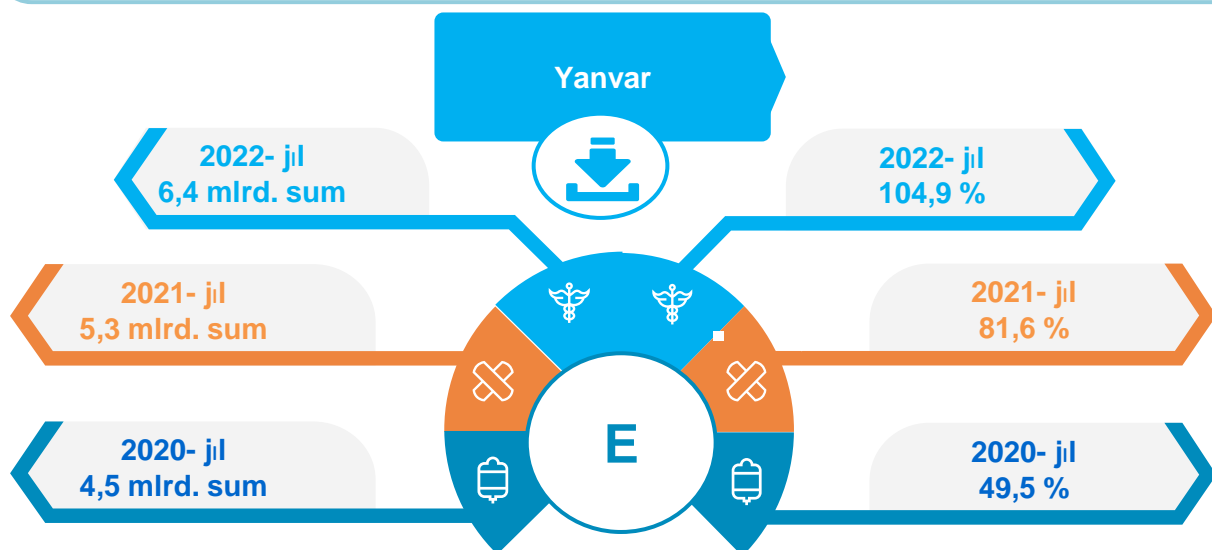 Yanvar
2022- jıl
6,4 mlrd. sum
2022- jıl
104,9 %
2021- jıl
5,3 mlrd. sum
2021- jıl
81,6 %
E
2020- jıl
4,5 mlrd. sum
2020- jıl
49,5 %